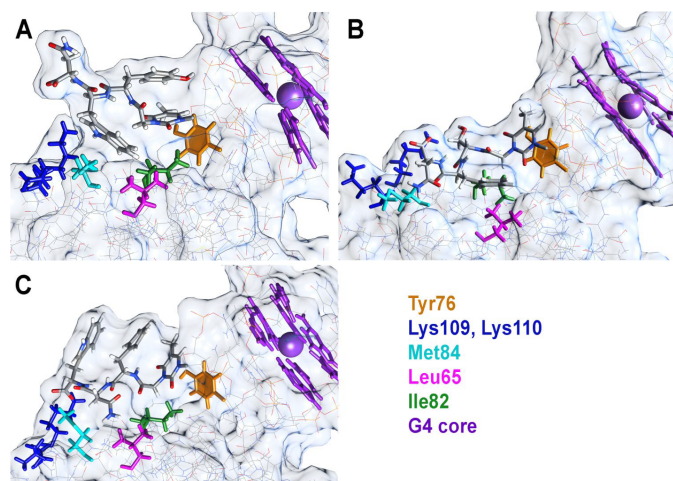 A
B
C
Tyr76
Lys109, Lys110
Met84
Leu65
Ile82
G4 core